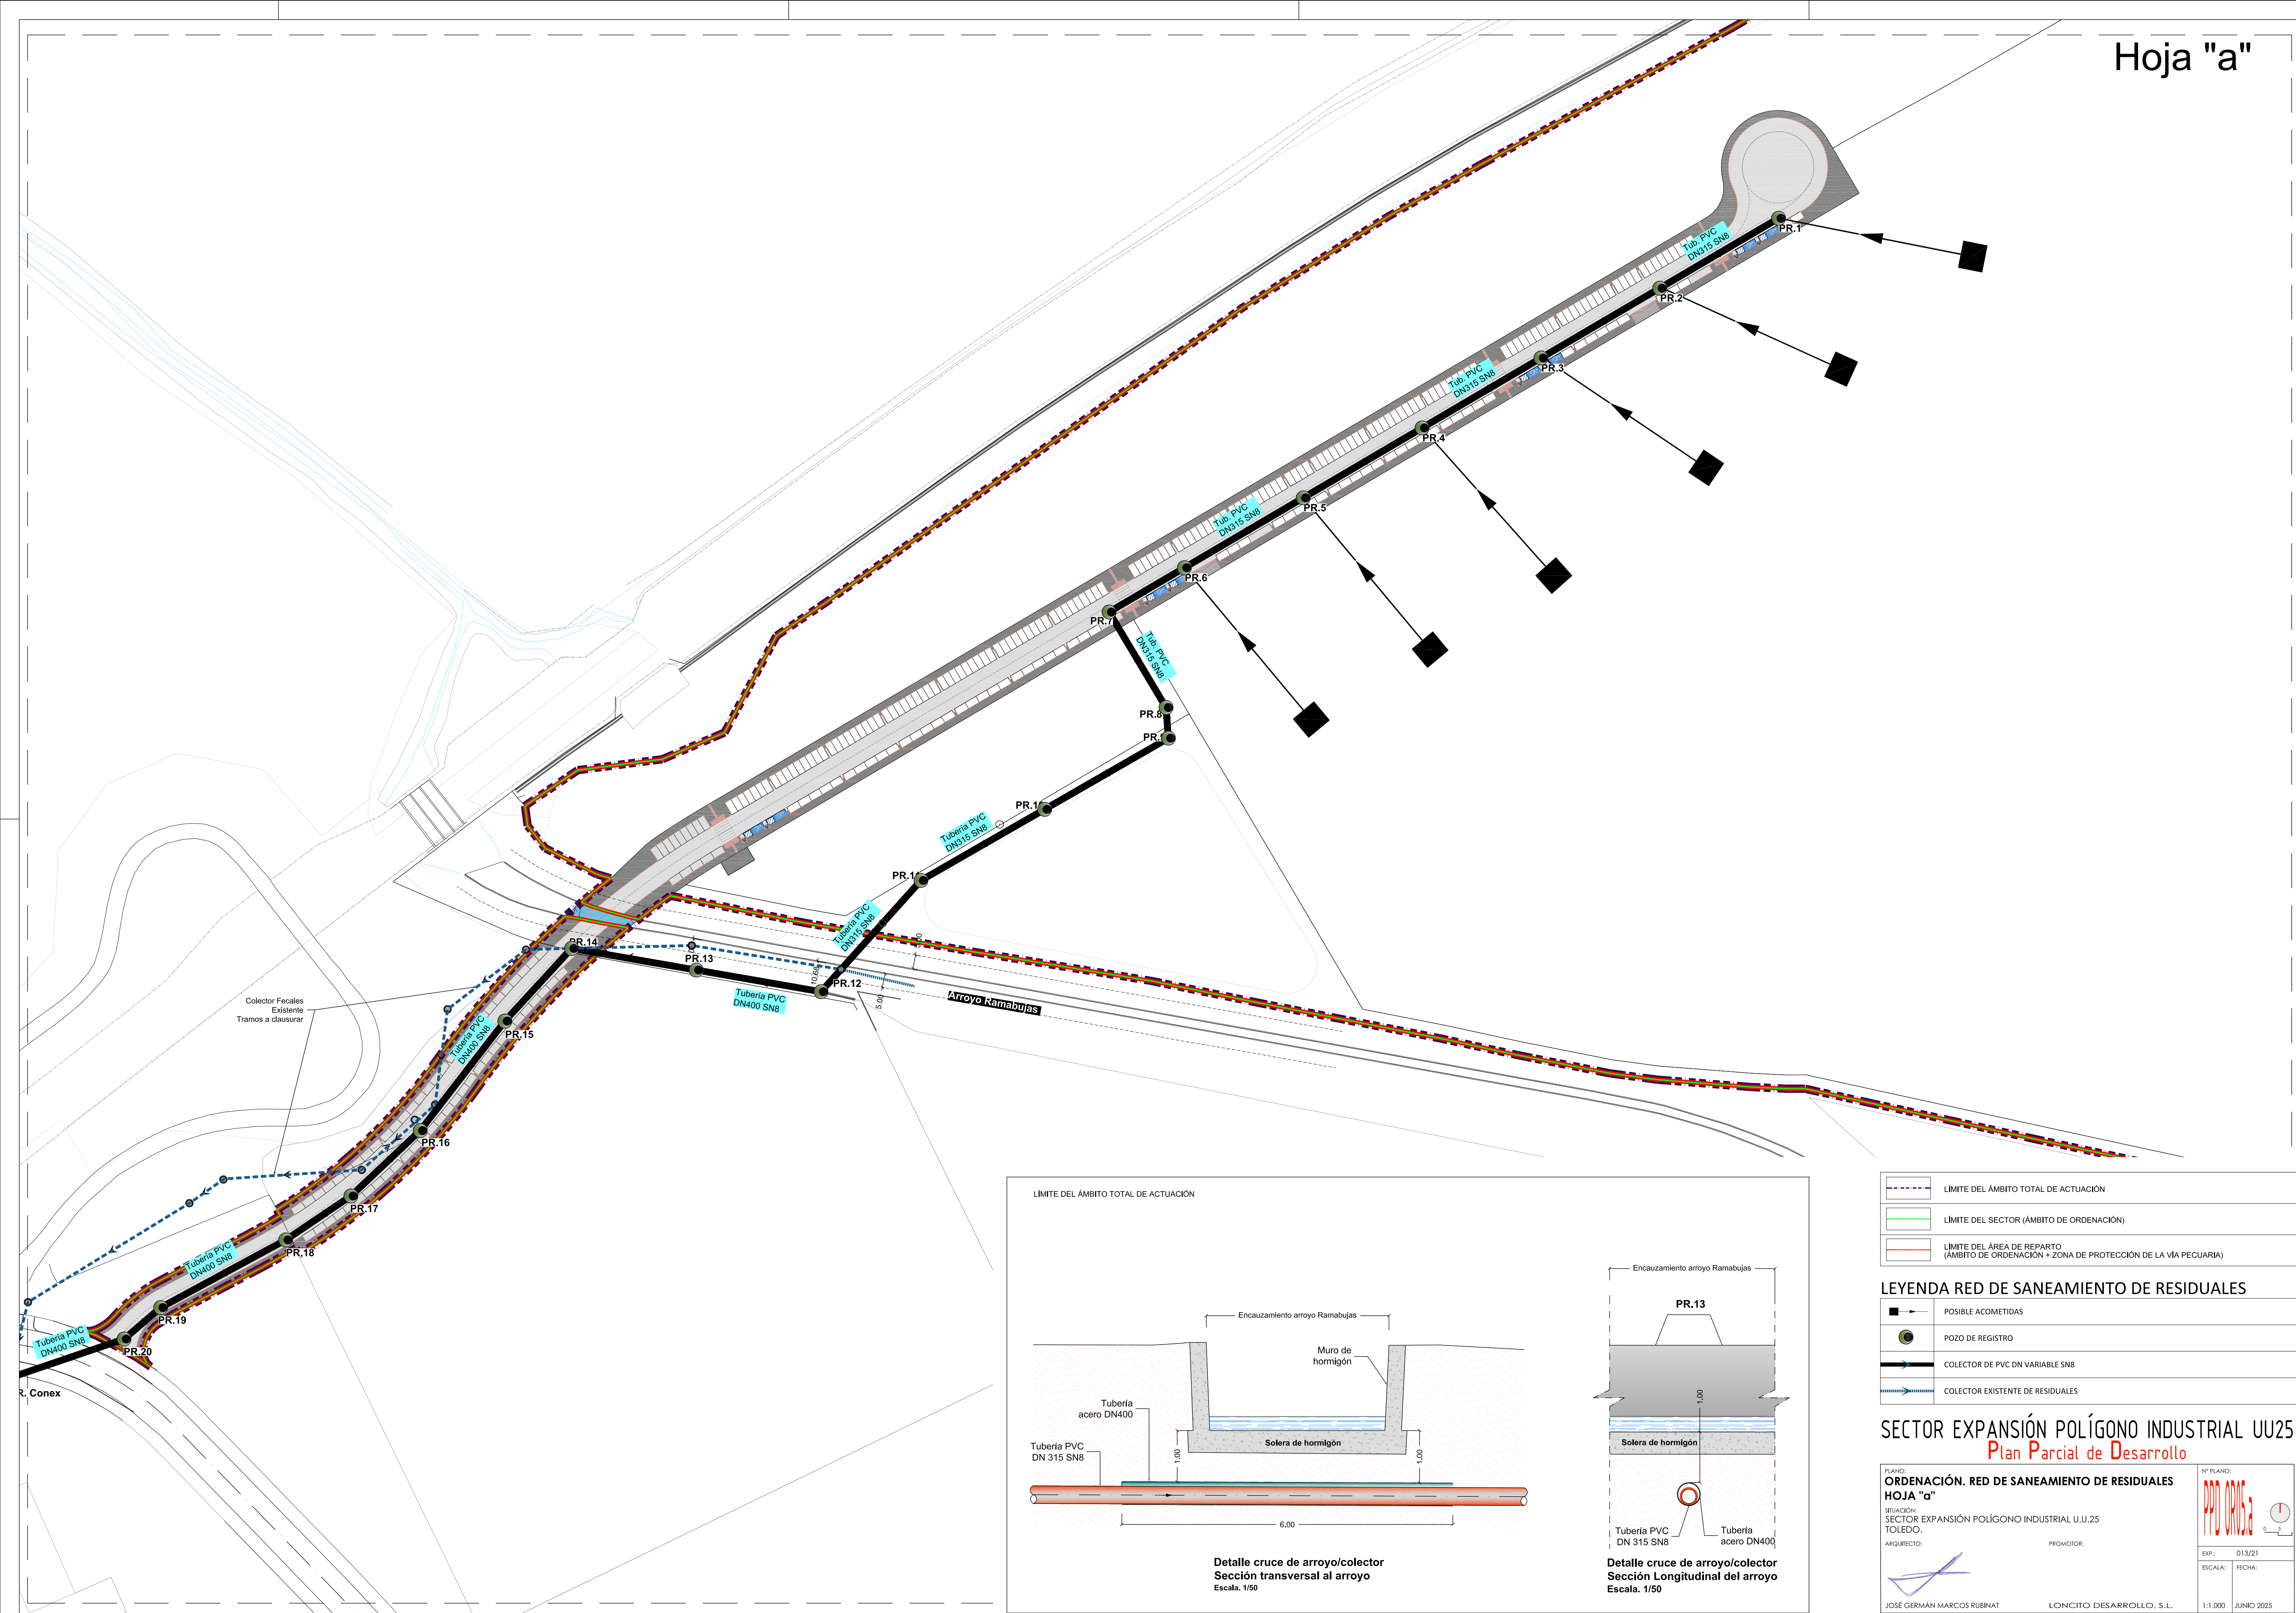 Hoja "a"
PR.1
Tub. PVC
DN315 SN8
PR.2
PR.3
Tub. PVC
DN315 SN8
PR.4
PR.5
Tub. PVC
DN315 SN8
PR.6
PR.7
Tub. PVC
DN315 SN8
PR.8
PR.
PR.1
Tubería PVC
DN315 SN8
PR.1
Tubería PVC
DN315 SN8
PR.14
PR.13
PR.12
10.68
5.00
Tubería PVC
DN400 SN8
Arroyo Ramabujas
Colector Fecales
Existente
Tramos a clausurar
Tubería PVC
DN400 SN8
PR.15
PR.16
PR.17
PR.18
Tubería PVC
DN400 SN8
PR.19
PR.20
Tubería PVC
DN400 SN8
R. Conex
LÍMITE DEL ÁMBITO TOTAL DE ACTUACIÓN
Encauzamiento arroyo Ramabujas
Muro de
hormigón
Tubería
acero DN400
Tubería PVC
DN 315 SN8
Solera de hormigón
1.00
1.00
6.00
Detalle cruce de arroyo/colector
Sección transversal al arroyo
Escala. 1/50
Encauzamiento arroyo Ramabujas
PR.13
1.00
Solera de hormigón
Tubería PVC
DN 315 SN8
Tubería
acero DN400
Detalle cruce de arroyo/colector
Sección Longitudinal del arroyo
Escala. 1/50
LÍMITE DEL ÁMBITO TOTAL DE ACTUACIÓN
LÍMITE DEL SECTOR (ÁMBITO DE ORDENACIÓN)
LÍMITE DEL ÁREA DE REPARTO
(ÁMBITO DE ORDENACIÓN + ZONA DE PROTECCIÓN DE LA VÍA PECUARIA)
LEYENDA RED DE SANEAMIENTO DE RESIDUALES
POSIBLE ACOMETIDAS
POZO DE REGISTRO
COLECTOR DE PVC DN VARIABLE SN8
COLECTOR EXISTENTE DE RESIDUALES
SECTOR EXPANSIÓN POLÍGONO INDUSTRIAL UU25
Plan Parcial de Desarrollo
PLANO:
ORDENACIÓN. RED DE SANEAMIENTO DE RESIDUALES
HOJA "a"
SITUACIÓN:
SECTOR EXPANSIÓN POLÍGONO INDUSTRIAL U.U.25
TOLEDO.
ARQUITECTO:
PROMOTOR:
JOSÉ GERMÁN MARCOS RUBINAT
LONCITO DESARROLLO, S.L.
Nº PLANO:
PPD OR05.a
0 5
EXP.: 013/21
ESCALA: FECHA:
1:1.000 JUNIO 2025